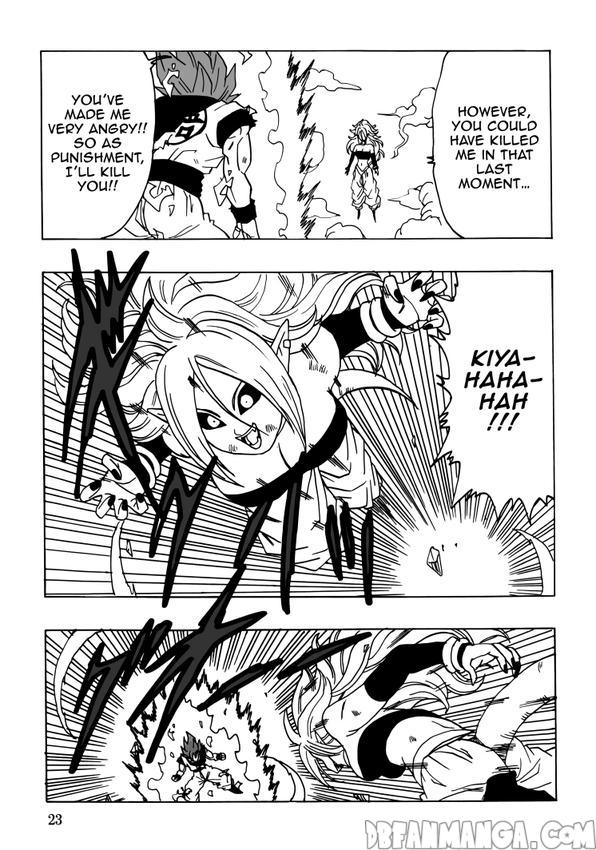 HOWEVER,
YOU COULD
HAVE KILLED
ME IN THAT
LAST
MOMENT...
YOU'VE
MADE ME
VERY ANGRY!!
SO AS
PUNISHMENT,
I'LL KILL
YOU!!
KIYA-
HAHA-
HAH
!!!
23
DBFANMANGA.COM